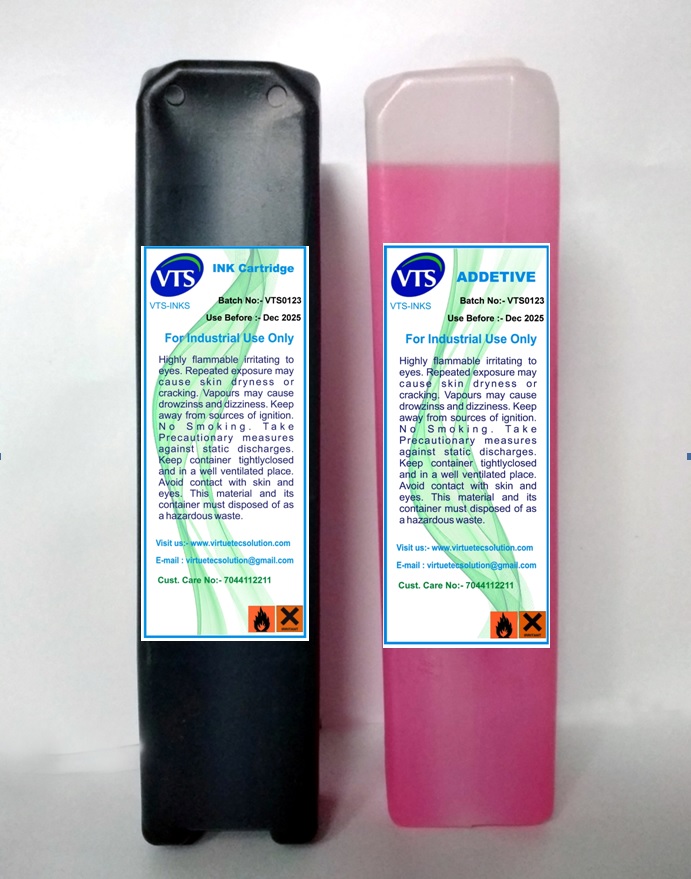 VTS
INK Cartridge
VTS-INKS
Batch No:- VTS0123
Use Before :- Dec 2025
For Industrial Use Only
Highly flammable irritating to
eyes. Repeated exposure may
cause skin dryness or
cracking. Vapours may cause
drowzinss and dizziness. Keep
away from sources of ignition.
No Smoking. Take
Precautionary measures
against static discharges.
Keep container tightlyclosed
and in a well ventilated place.
Avoid contact with skin and
eyes. This material and its
container must disposed of as
a hazardous waste.
Visit us:- www.virtuetecsolution.com
E-mail : virtuetecsolution@gmail.com
Cust. Care No:- 7044112211
VTS
ADDETIVE
VTS-INKS
Batch No:- VTS0123
Use Before :- Dec 2025
For Industrial Use Only
Highly flammable irritating to
eyes. Repeated exposure may
cause skin dryness or
cracking. Vapours may cause
drowzinss and dizziness. Keep
away from sources of ignition.
No Smoking. Take
Precautionary measures
against static discharges.
Keep container tightlyclosed
and in a well ventilated place.
Avoid contact with skin and
eyes. This material and its
container must disposed of as
a hazardous waste.
Visit us:- www.virtuetecsolution.com
E-mail : virtuetecsolution@gmail.com
Cust. Care No:- 7044112211